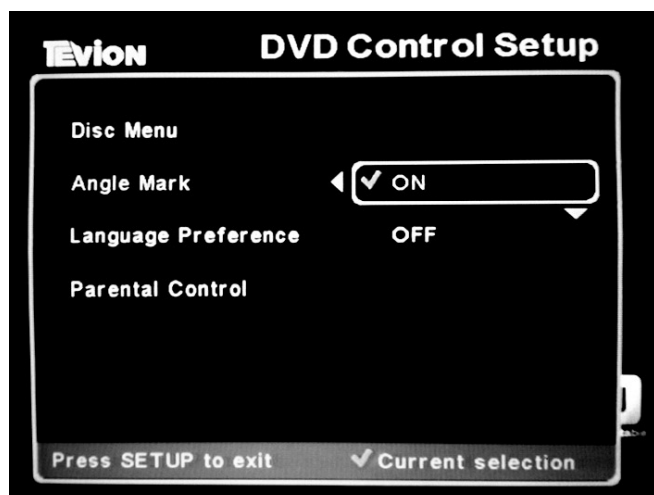 TEVION DVD Control Setup
Disc Menu
Angle Mark ✓ ON
Language Preference OFF
Parental Control
Press SETUP to exit ✓ Current selection